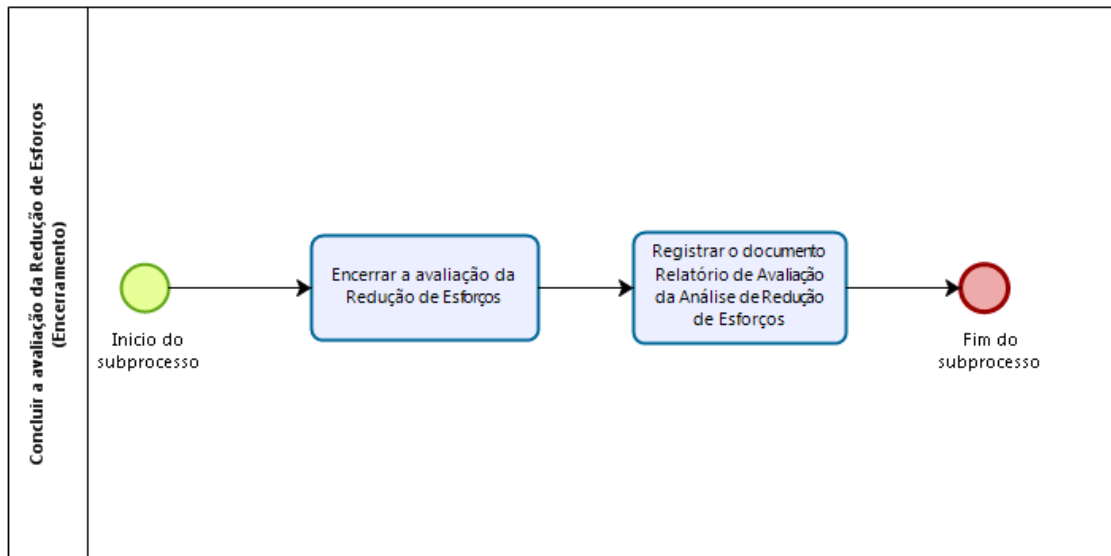 Concluir a avaliação da Redução de Esforços
(Encerramento)
Inicio do
subprocesso
Encerrar a avaliação da
Redução de Esforços
Registrar o documento
Relatório de Avaliação
da Análise de Redução
de Esforços
Fim do
subprocesso